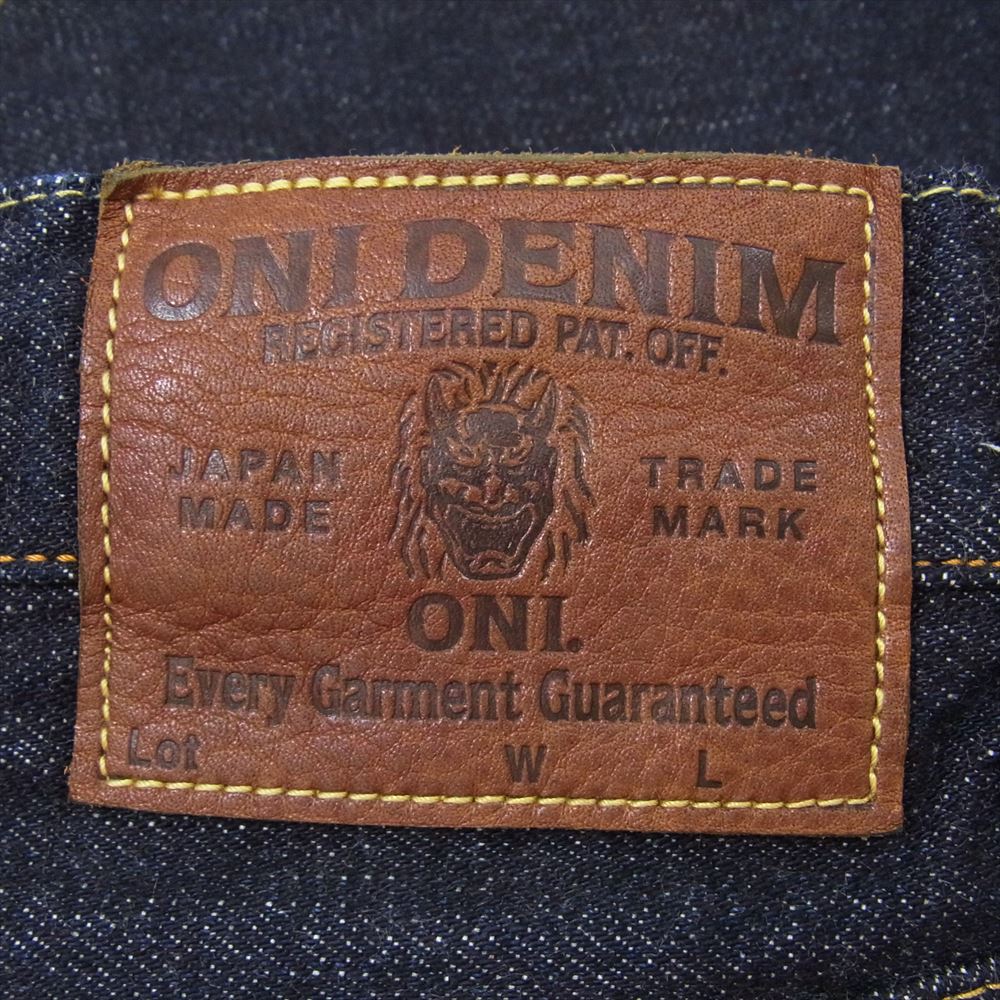 ONI DENIM
REGISTERED PAT. OFF.
JAPAN MADE
TRADE MARK
ONI.
Every Garment Guaranteed
Lot W L